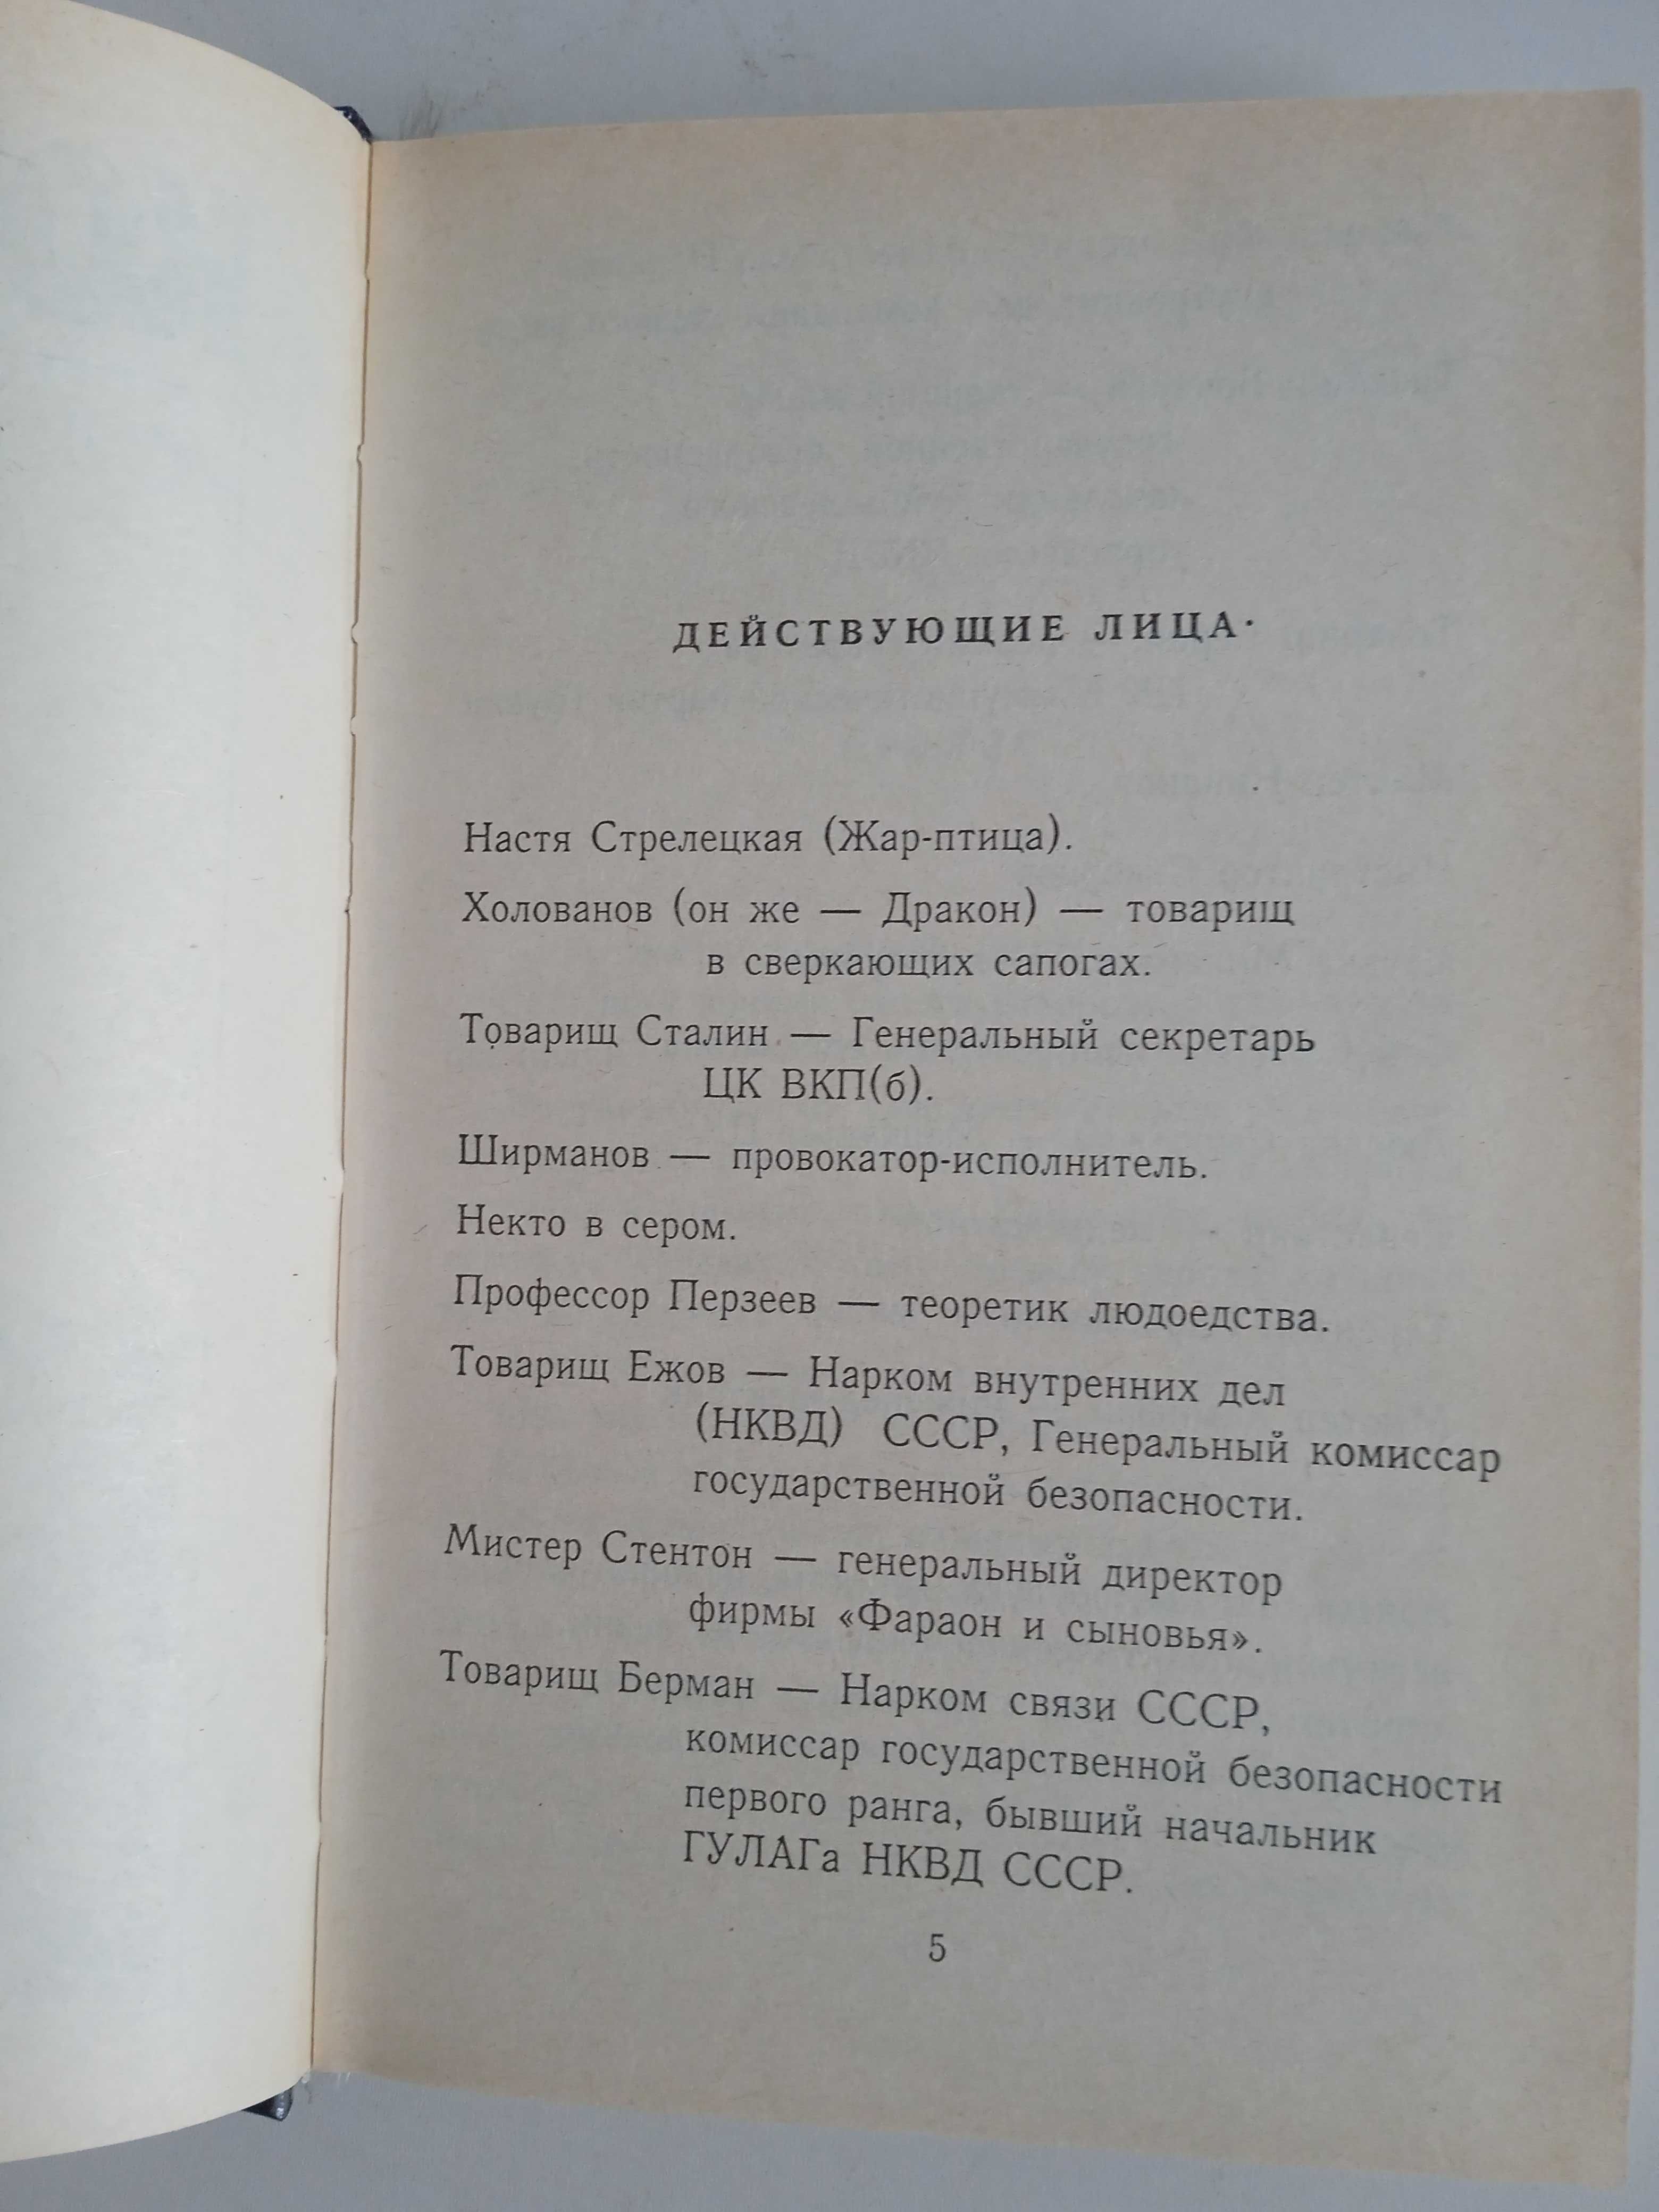 ДЕЙСТВУЮЩИЕ ЛИЦА
Настя Стрелецкая (Жар-птица).
Холованов (он же — Дракон) — товарищ
в сверкающих сапогах.
Товарищ Сталин — Генеральный секретарь
ЦК ВКП(б).
Ширманов — провокатор-исполнитель.
Некто в сером.
Профессор Перзеев — теоретик людоедства.
Товарищ Ежов — Нарком внутренних дел
(НКВД) СССР, Генеральный комиссар
государственной безопасности.
Мистер Стентон — генеральный директор
фирмы «Фараон и сыновья».
Товарищ Берман — Нарком связи СССР,
комиссар государственной безопасности
первого ранга, бывший начальник
ГУЛАГа НКВД СССР.
5